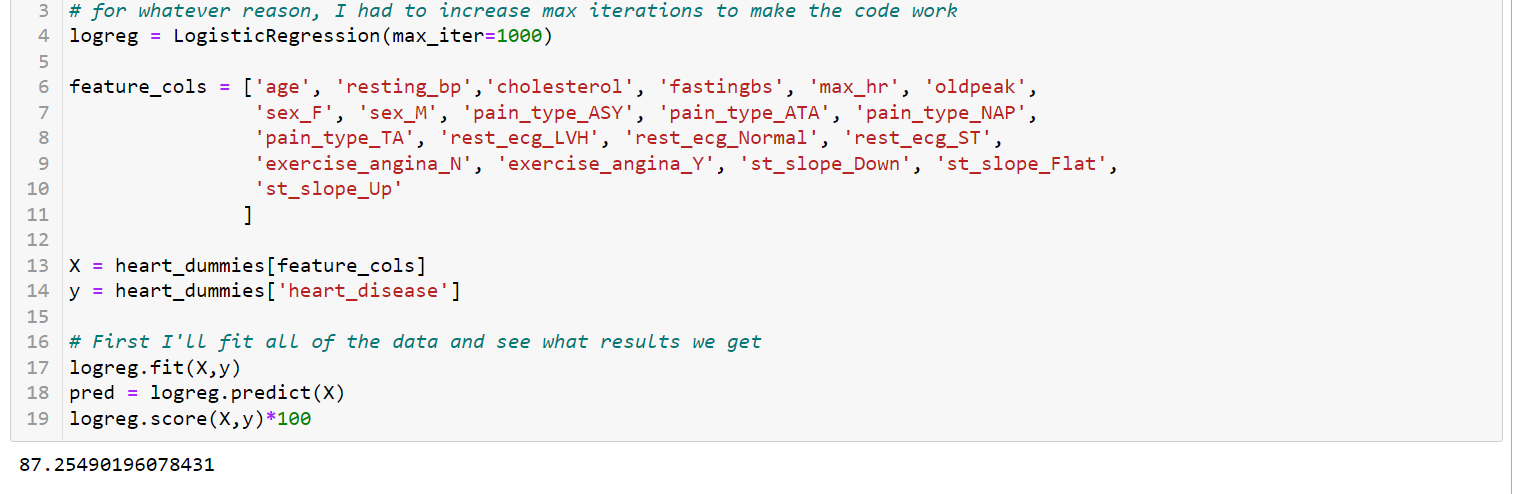 3 # for whatever reason, I had to increase max iterations to make the code work
4 logreg = LogisticRegression(max_iter=1000)
5
6 feature_cols = ['age', 'resting_bp','cholesterol', 'fastingbs', 'max_hr', 'oldpeak',
7 'sex_F', 'sex_M', 'pain_type_ASY', 'pain_type_ATA', 'pain_type_NAP',
8 'pain_type_TA', 'rest_ecg_LVH', 'rest_ecg_Normal', 'rest_ecg_ST',
9 'exercise_angina_N', 'exercise_angina_Y', 'st_slope_Down', 'st_slope_Flat',
10 'st_slope_Up'
11 ]
12
13 X = heart_dummies[feature_cols]
14 y = heart_dummies['heart_disease']
15
16 # First I'll fit all of the data and see what results we get
17 logreg.fit(X,y)
18 pred = logreg.predict(X)
19 logreg.score(X,y)*100
87.25490196078431